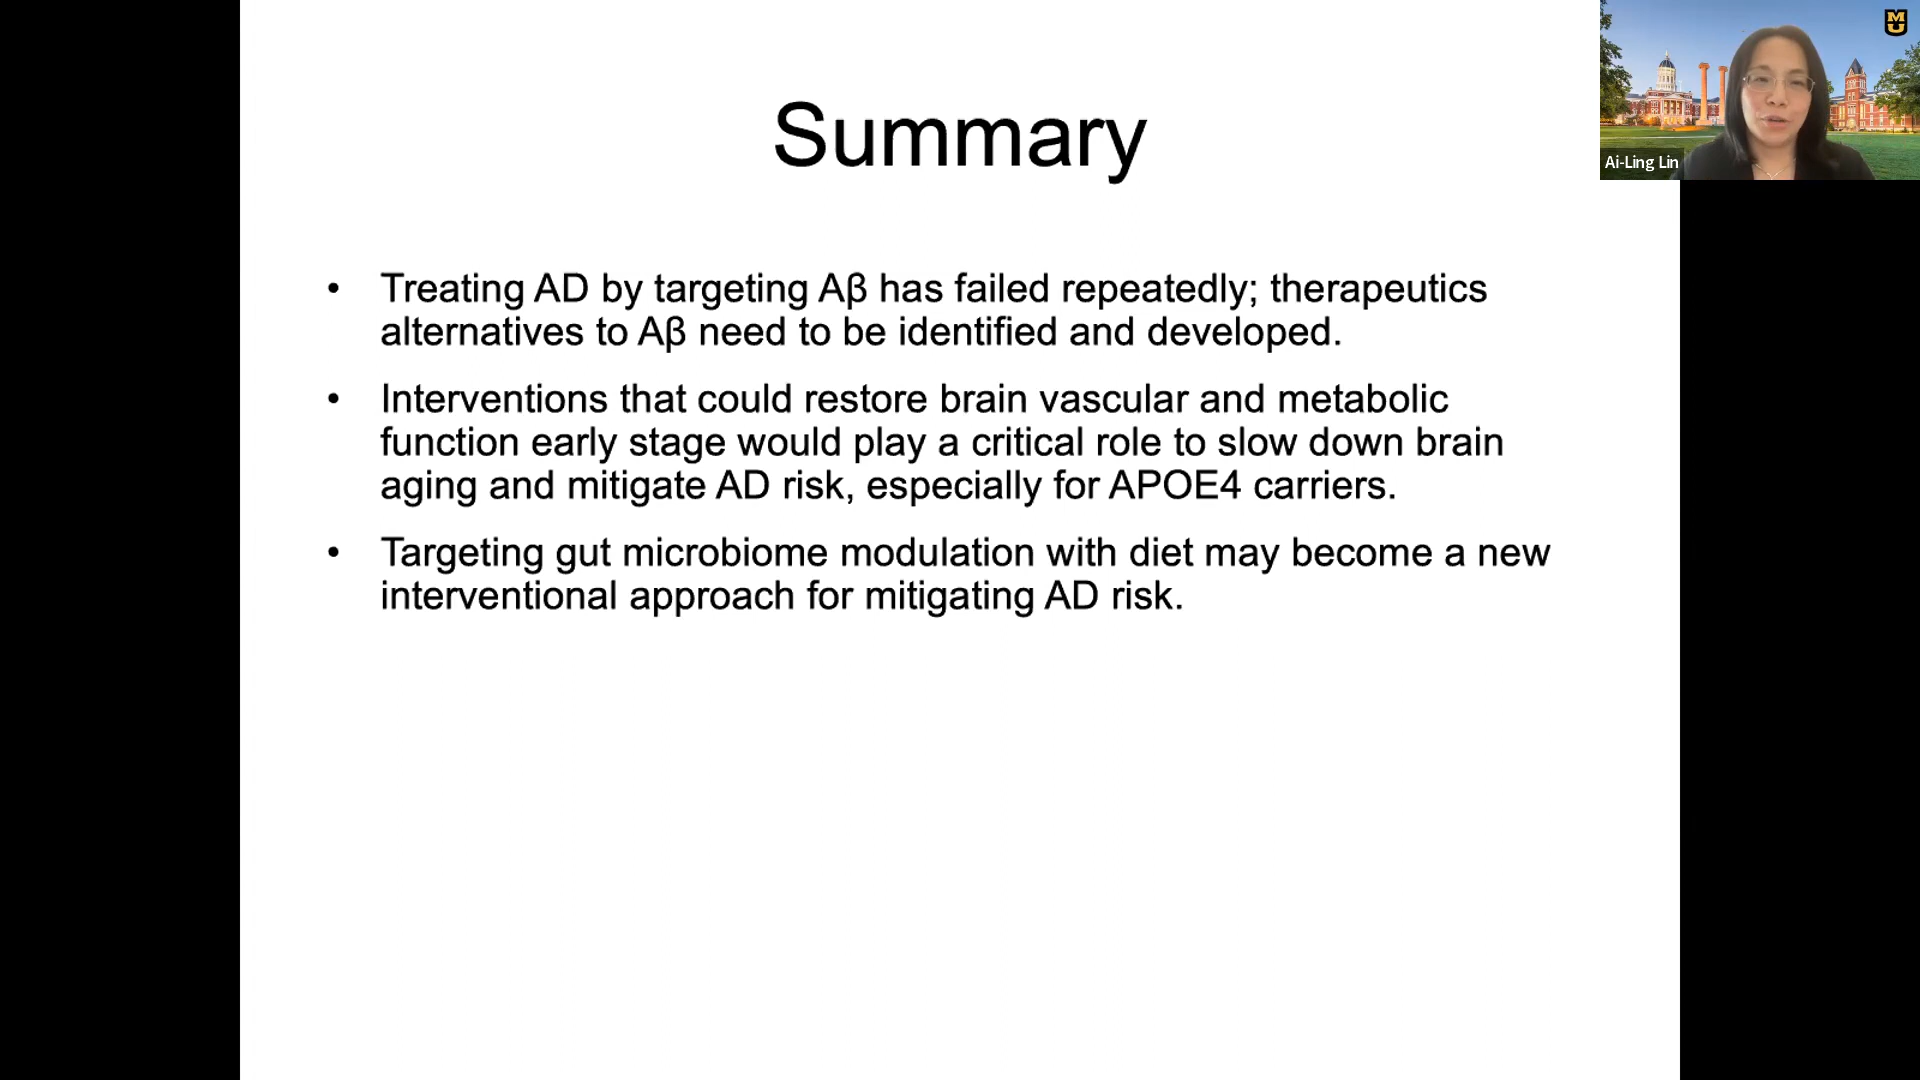 Summary
• Treating AD by targeting Aβ has failed repeatedly; therapeutics
alternatives to Aβ need to be identified and developed.
• Interventions that could restore brain vascular and metabolic
function early stage would play a critical role to slow down brain
aging and mitigate AD risk, especially for APOE4 carriers.
• Targeting gut microbiome modulation with diet may become a new
interventional approach for mitigating AD risk.
MU
Ai-Ling Lin